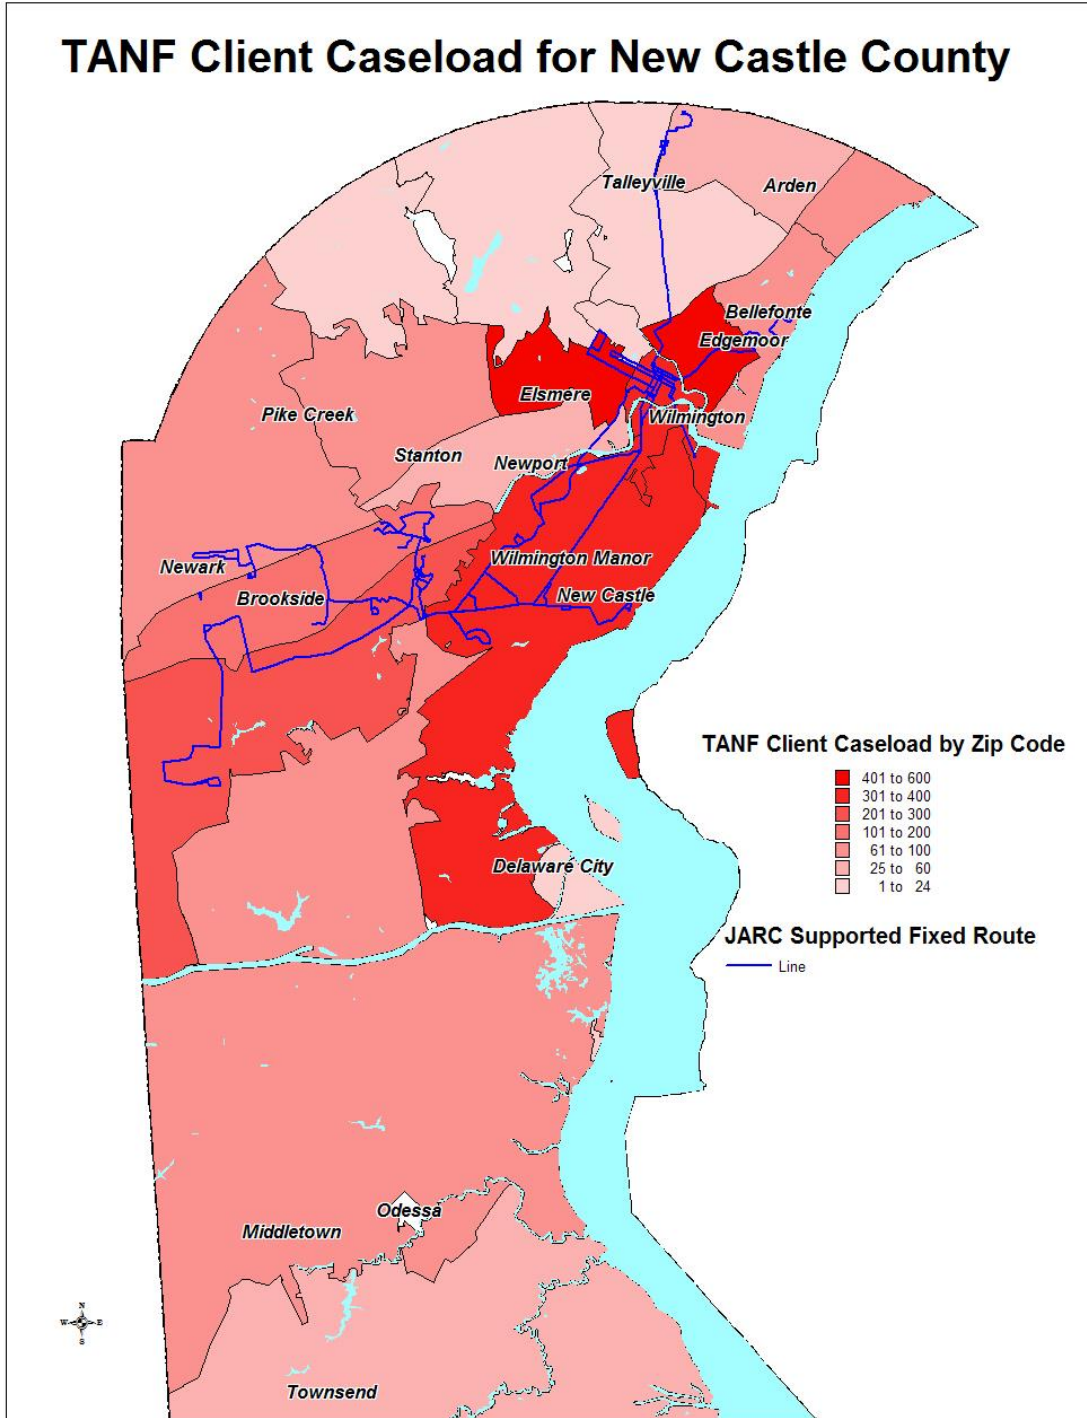 TANF Client Caseload for New Castle County
Talleyville
Arden
Bellefonte
Edgemoor
Elsmere
Pike Creek
Wilmington
Stanton
Newport
Wilmington Manor
Newark
Brookside
New Castle
TANF Client Caseload by Zip Code
401 to 600
301 to 400
201 to 300
101 to 200
61 to 100
25 to 60
1 to 24
Delaware City
JARC Supported Fixed Route
Line
Odessa
Middletown
N
W E
S
Townsend